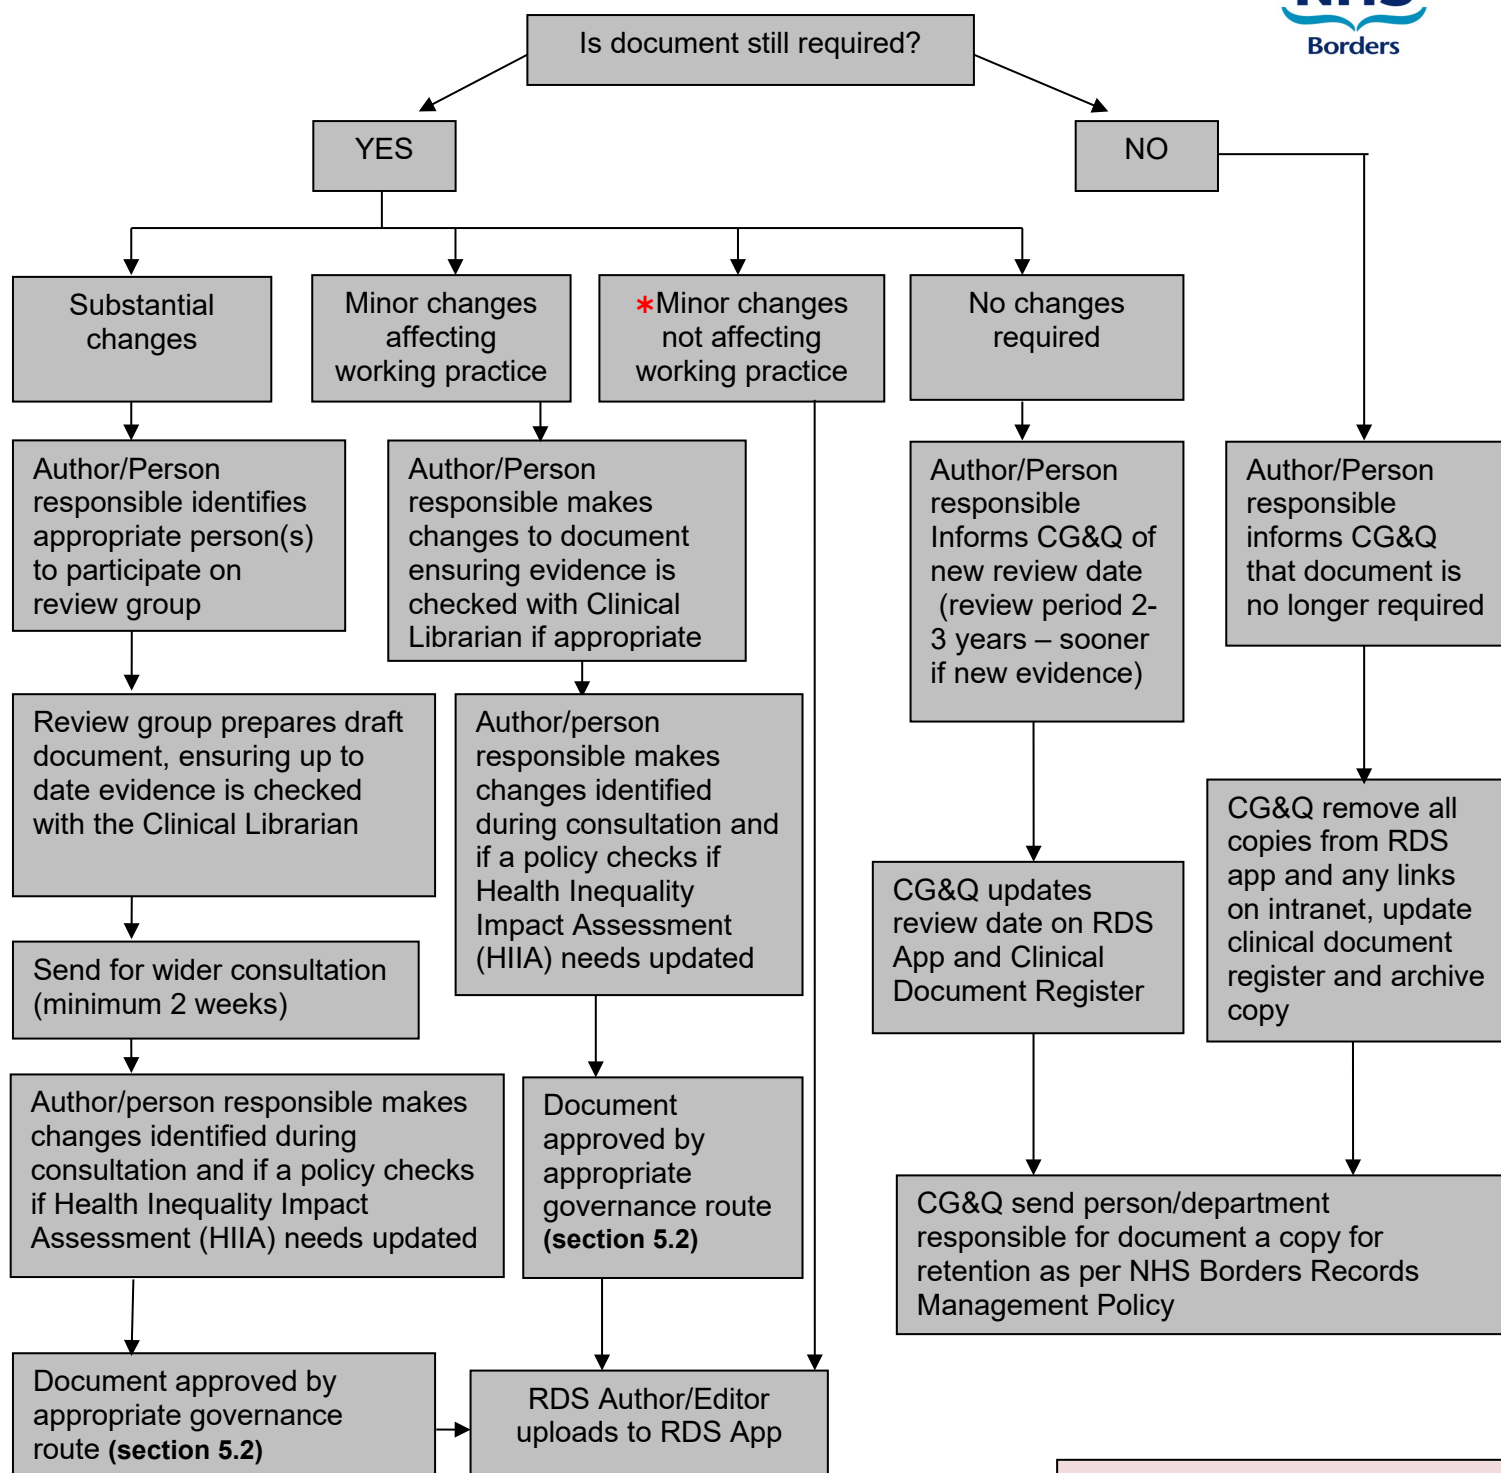 NHS
Borders
Is document still required?
YES
NO
Substantial
changes
Minor changes
affecting
working practice
*Minor changes
not affecting
working practice
No changes
required
Author/Person
responsible identifies
appropriate person(s)
to participate on
review group
Author/Person
responsible makes
changes to document
ensuring evidence is
checked with Clinical
Librarian if appropriate
Author/Person
responsible
Informs CG&Q of
new review date
(review period 2-
3 years – sooner
if new evidence)
Author/Person
responsible
informs CG&Q
that document is
no longer required
Review group prepares draft
document, ensuring up to
date evidence is checked
with the Clinical Librarian
Author/person
responsible makes
changes identified
during consultation and
if a policy checks if
Health Inequality
Impact Assessment
(HIIA) needs updated
CG&Q updates
review date on RDS
App and Clinical
Document Register
CG&Q remove all
copies from RDS
app and any links
on intranet, update
clinical document
register and archive
copy
Send for wider consultation
(minimum 2 weeks)
Author/person responsible makes
changes identified during
consultation and if a policy checks
if Health Inequality Impact
Assessment (HIIA) needs updated
Document
approved by
appropriate
governance route
(section 5.2)
CG&Q send person/department
responsible for document a copy for
retention as per NHS Borders Records
Management Policy
Document approved by
appropriate governance
route (section 5.2)
RDS Author/Editor
uploads to RDS App